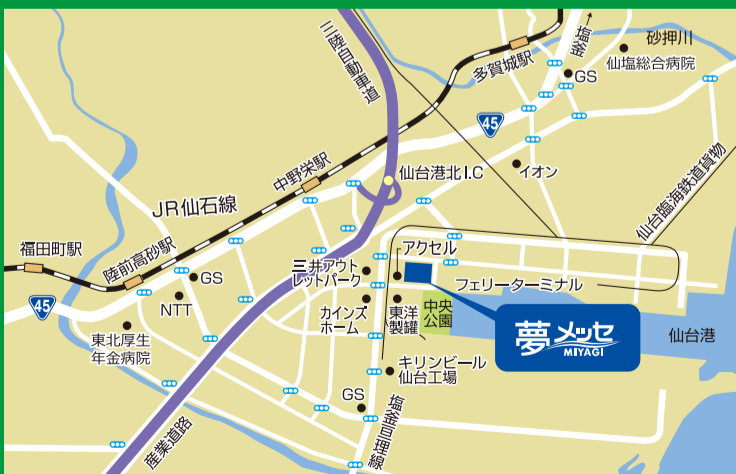 塩釜
砂押川
三陸自動車道
多賀城駅
仙塩総合病院
GS
45
中野栄駅
仙台港北I.C
イオン
JR仙石線
仙台臨海鉄道貨物
福田町駅
陸前高砂駅
アクセル
三井アウト
レットパーク
GS
フェリーターミナル
45
NTT
カインズ
ホーム
東洋
製罐
中央
公園
夢メッセ
MIYAGI
仙台港
東北厚生
年金病院
キリンビール
仙台工場
GS
塩釜亘理線
産業道路